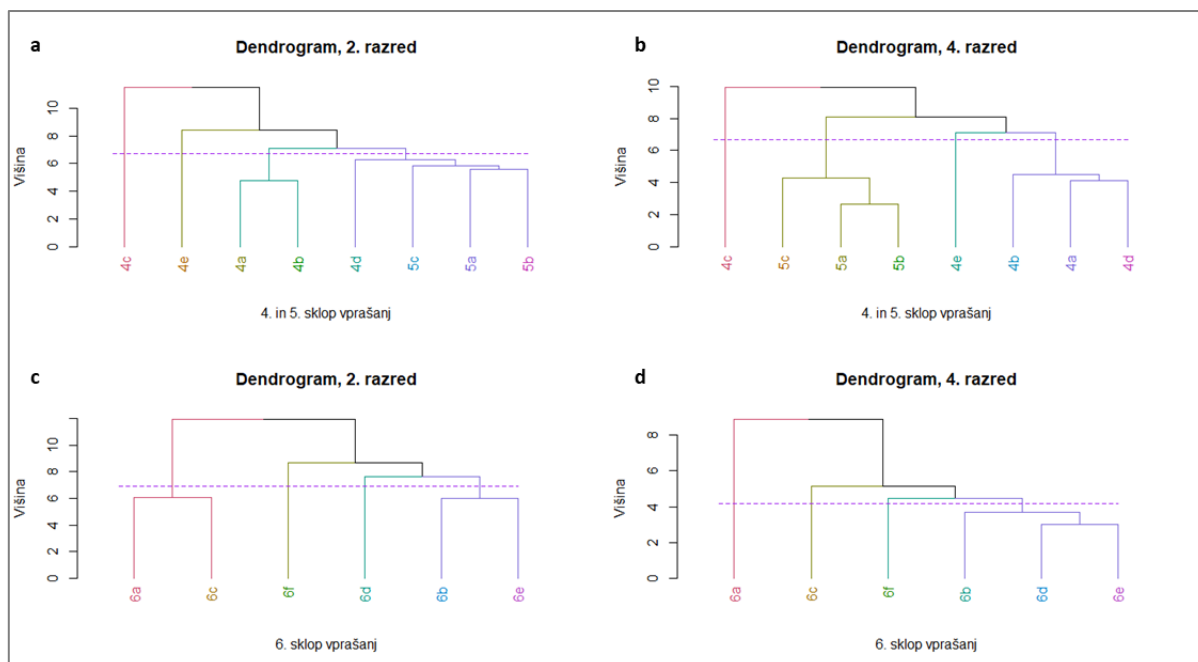 a
Dendrogram, 2. razred
Višina
0 2 4 6 8 10
4c 4e 4a 4b 4d 5c 5a 5b
4. in 5. sklop vprašanj
b
Dendrogram, 4. razred
Višina
0 2 4 6 8 10
4c 5c 5a 5b 4e 4b 4a 4d
4. in 5. sklop vprašanj
c
Dendrogram, 2. razred
Višina
0 2 4 6 8 10
6a 6c 6f 6d 6b 6e
6. sklop vprašanj
d
Dendrogram, 4. razred
Višina
0 2 4 6 8
6a 6c 6f 6b 6d 6e
6. sklop vprašanj